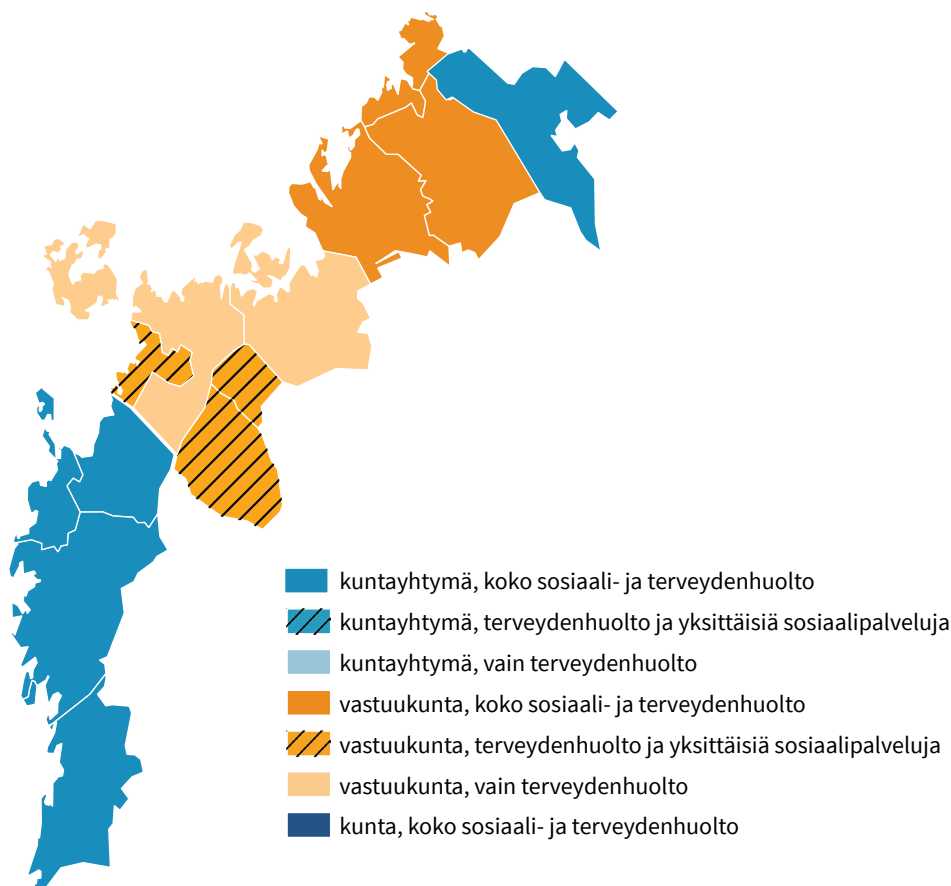 kuntayhtymä, koko sosiaali- ja terveydenhuolto
kuntayhtymä, terveydenhuolto ja yksittäisiä sosiaalipalveluja
kuntayhtymä, vain terveydenhuolto
vastuukunta, koko sosiaali- ja terveydenhuolto
vastuukunta, terveydenhuolto ja yksittäisiä sosiaalipalveluja
vastuukunta, vain terveydenhuolto
kunta, koko sosiaali- ja terveydenhuolto